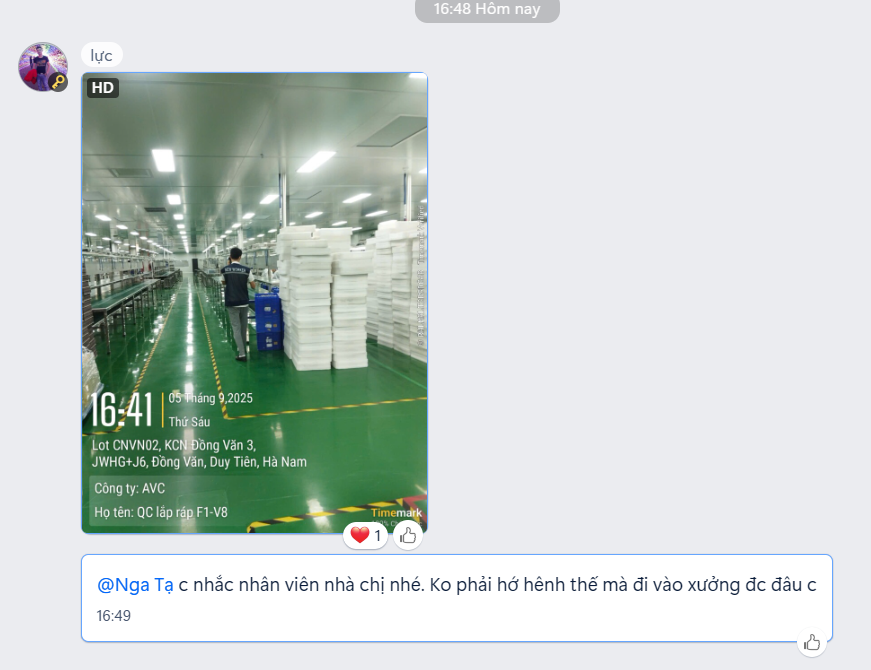 16:48 Hôm nay
lực
HD
16:41
05 Tháng 9,2025
Thứ Sáu
Lot CNVN02, KCN Đồng Văn 3,
JWHG+J6, Đồng Văn, Duy Tiên, Hà Nam
Công ty: AVC
Họ tên: QC lắp ráp F1-V8
Timemark
1
@Nga Tạ c nhắc nhân viên nhà chị nhé. Ko phải hớ hênh thế mà đi vào xưởng đc đâu c
16:49